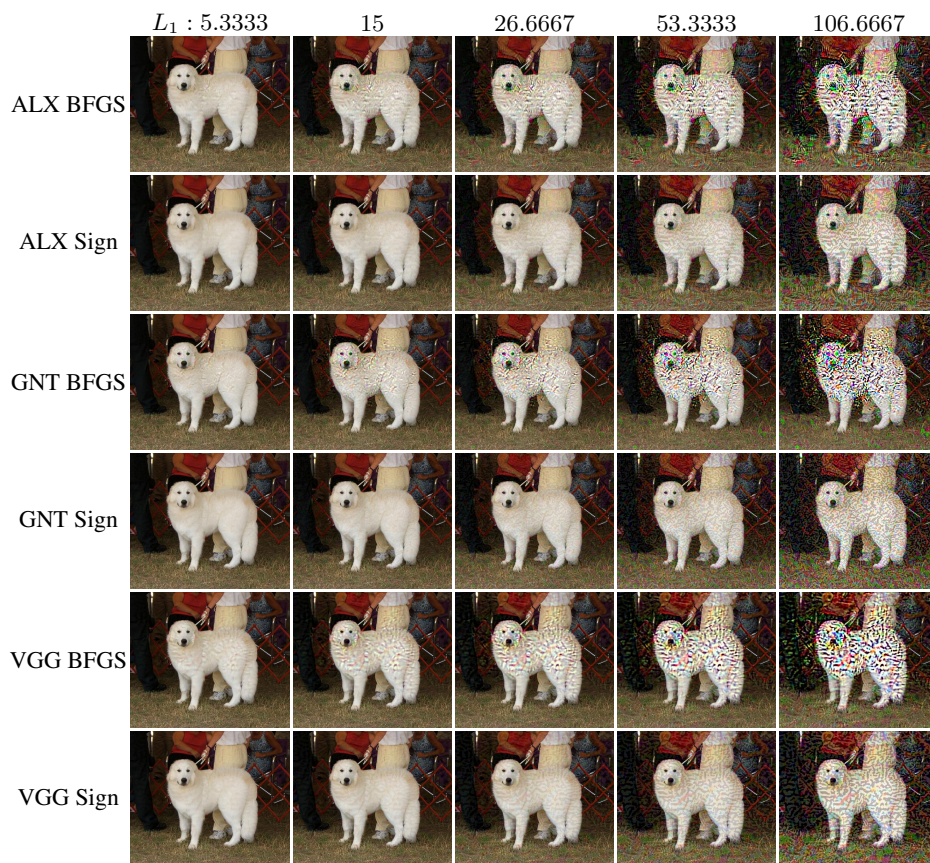 L₁ : 5.3333 15 26.6667 53.3333 106.6667
ALX BFGS
ALX Sign
GNT BFGS
GNT Sign
VGG BFGS
VGG Sign